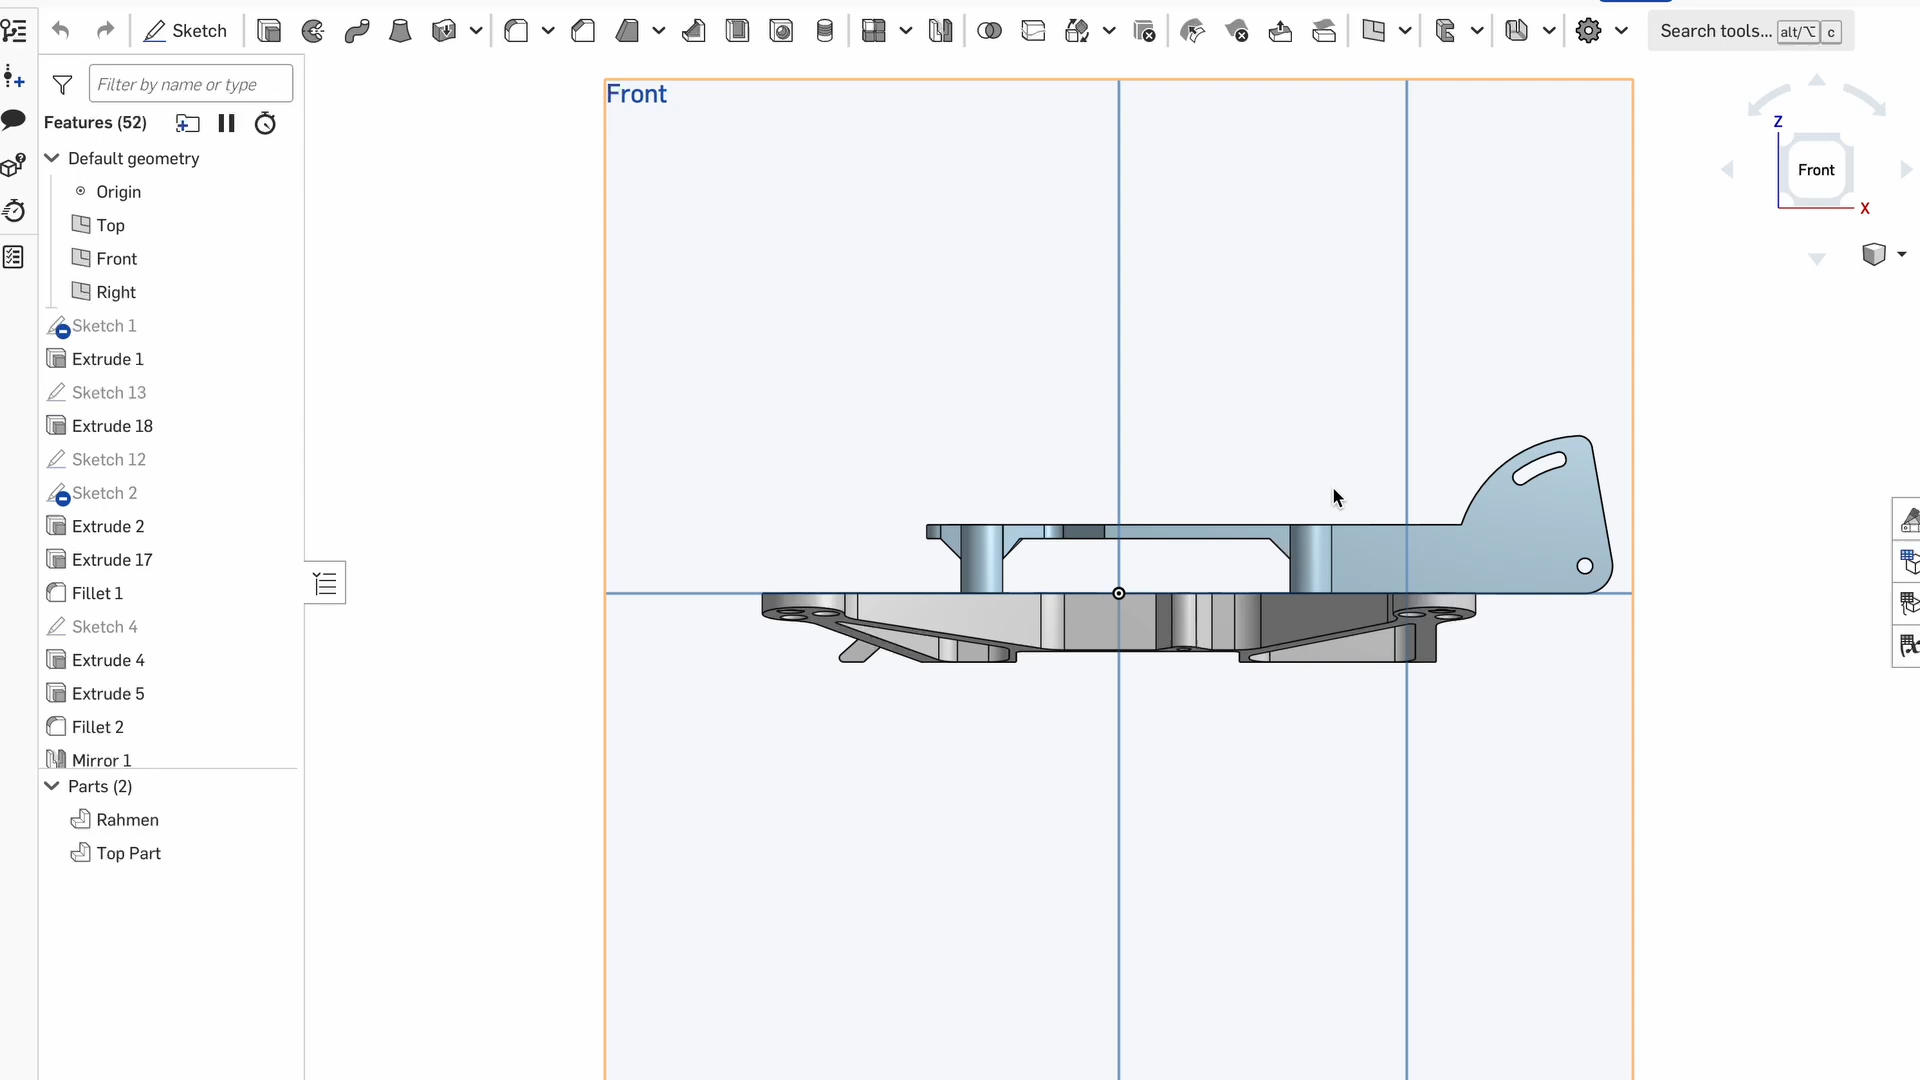 Sketch
Search tools... alt/⌥ c
Filter by name or type
Features (52)
Default geometry
Origin
Top
Front
Right
Sketch 1
Extrude 1
Sketch 13
Extrude 18
Sketch 12
Sketch 2
Extrude 2
Extrude 17
Fillet 1
Sketch 4
Extrude 4
Extrude 5
Fillet 2
Mirror 1
Parts (2)
Rahmen
Top Part
Front
Z
Front
X